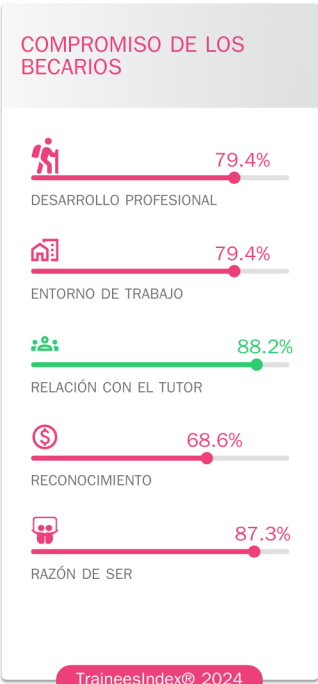 COMPROMISO DE LOS
BECARIOS
79.4%
DESARROLLO PROFESIONAL
79.4%
ENTORNO DE TRABAJO
88.2%
RELACIÓN CON EL TUTOR
68.6%
RECONOCIMIENTO
87.3%
RAZÓN DE SER
TraineesIndex® 2024